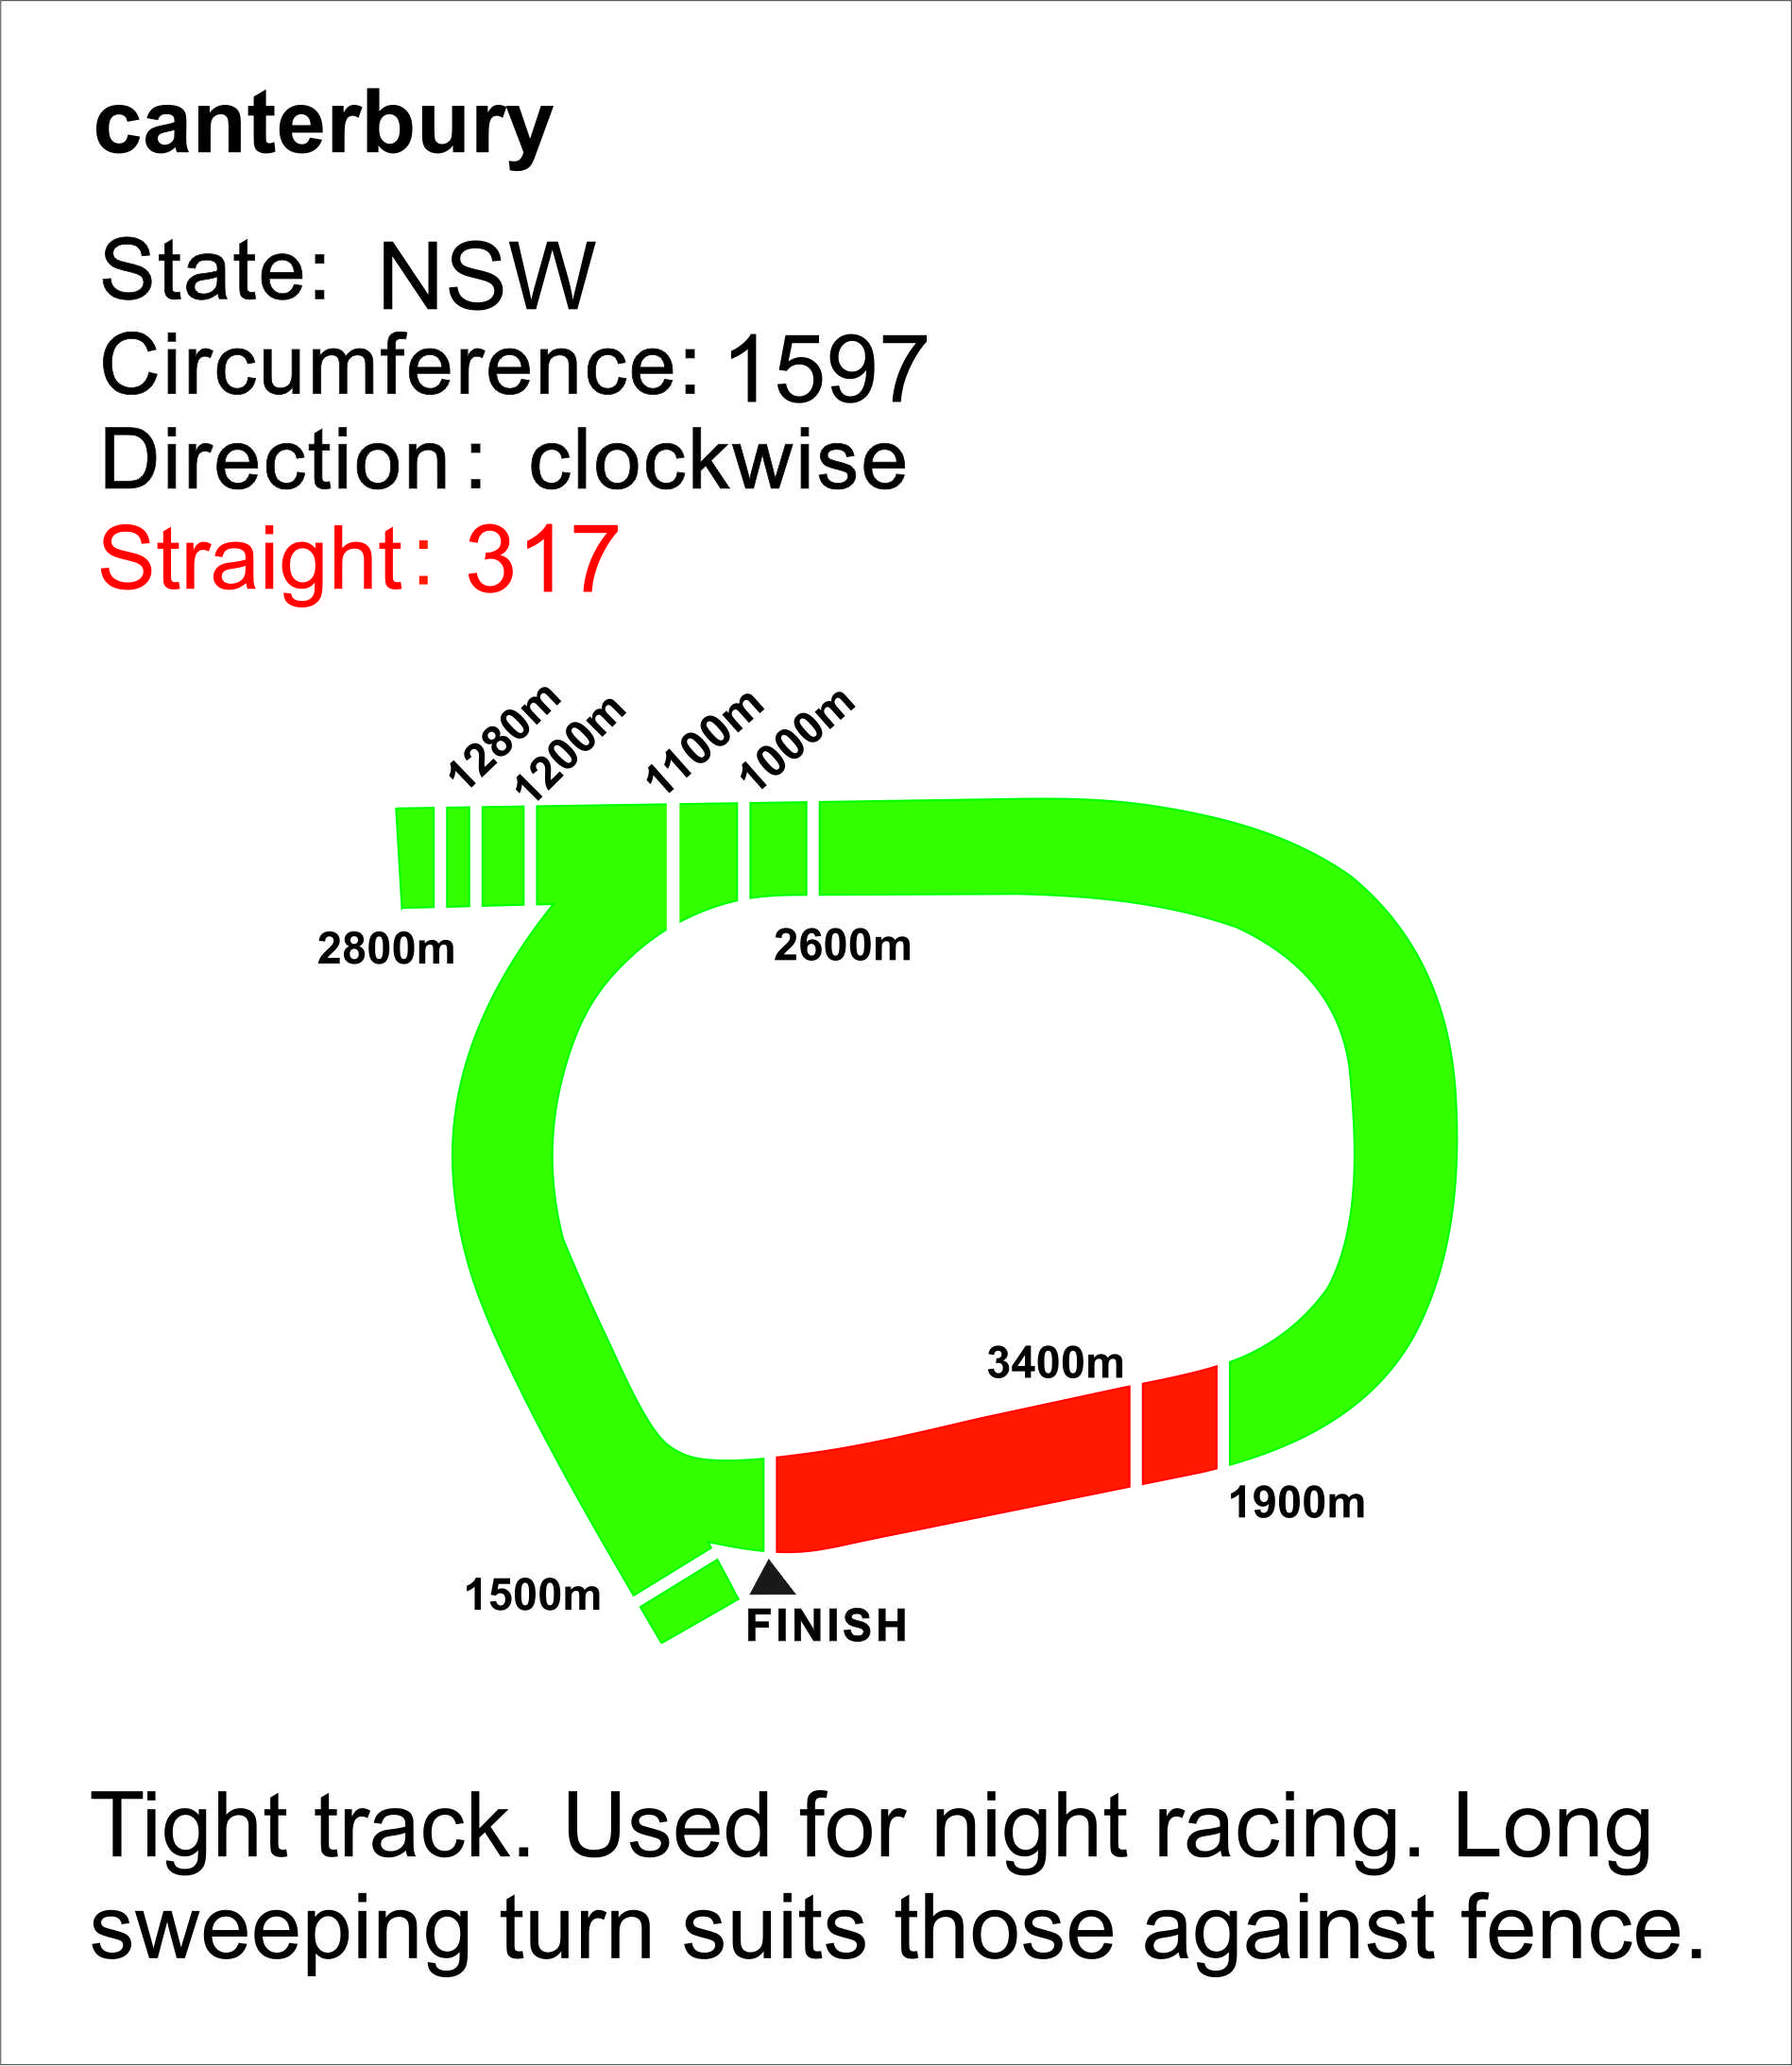 canterbury
State: NSW
Circumference: 1597
Direction: clockwise
Straight: 317
1280m
1200m
1100m
1000m
2800m
2600m
3400m
1900m
1500m
FINISH
Tight track. Used for night racing. Long
sweeping turn suits those against fence.